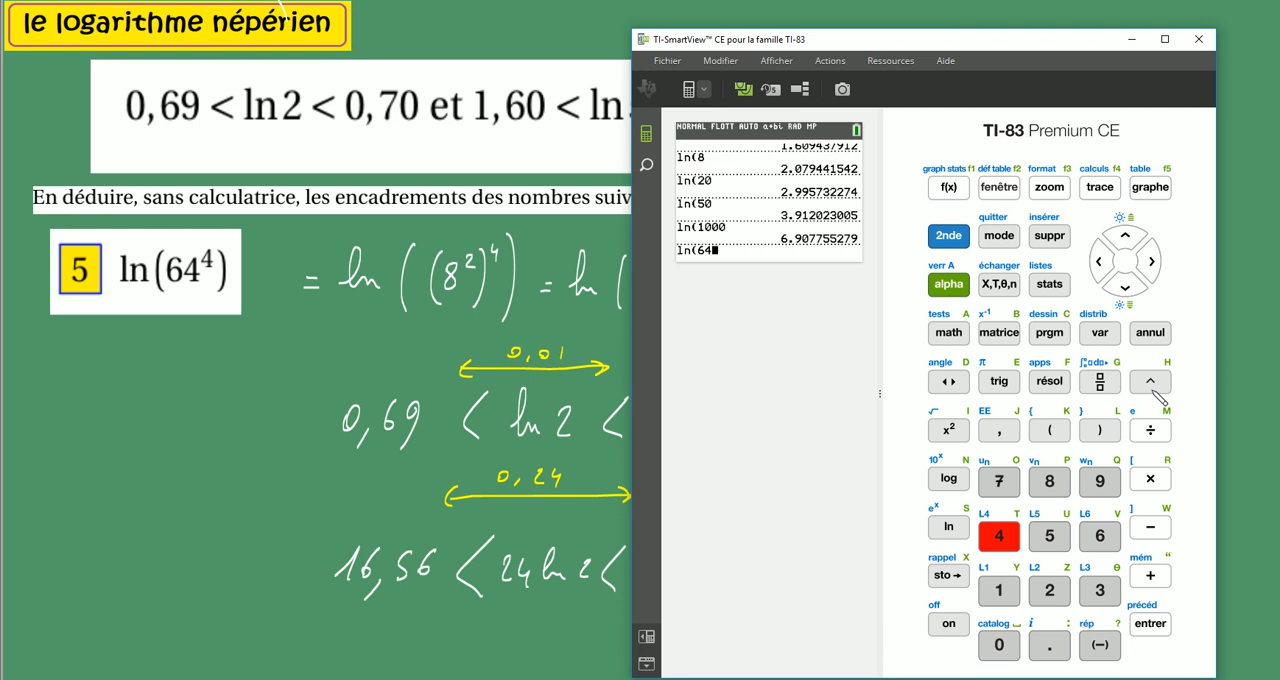 le logarithme népérien
0,69 < ln 2 < 0,70 et 1,60 < ln
En déduire, sans calculatrice, les encadrements des nombres suiv
5 ln(64⁴) = ln((8²)⁴) = ln(
0,01
0,69 < ln 2 <
0,24
16,56 < 24 ln 2 <
TI-SmartView™ CE pour la famille TI-83
Fichier Modifier Afficher Actions Ressources Aide
NORMAL FLOTT AUTO a+bi RAD MP
1.609437912
ln(8
2.079441542
ln(20
2.995732274
ln(50
3.912023005
ln(1000
6.907755279
ln(64
TI-83 Premium CE
graph stats f1 déf table f2 format f3 calculs f4 table f5
f(x) fenêtre zoom trace graphe
quitter insérer
2nde mode suppr
verr A échanger listes
alpha X,T,θ,n stats
tests A x⁻¹ B dessin C distrib
math matrice prgm var annul
angle D π E apps F G H
trig résol ^
√ I EE J { K } L e M
x² , ( ) ÷
10ˣ N uₙ O vₙ P wₙ Q [ R
log 7 8 9 ×
eˣ S L4 T L5 U L6 V ] W
ln 4 5 6 −
rappel X L1 Y L2 Z L3 θ mém “
sto→ 1 2 3 +
off catalog i : rép ? précéd
on 0 . (−) entrer